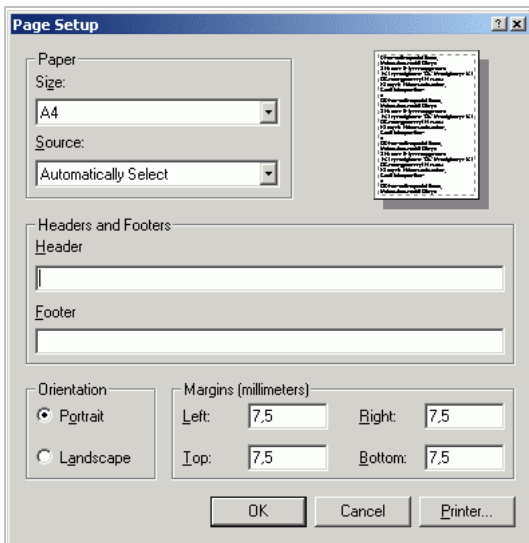 Page Setup
Paper
Size:
A4
Source:
Automatically Select
Headers and Footers
Header
Footer
Orientation
Portrait
Landscape
Margins (millimeters)
Left: 7,5 Right: 7,5
Top: 7,5 Bottom: 7,5
OK Cancel Printer...